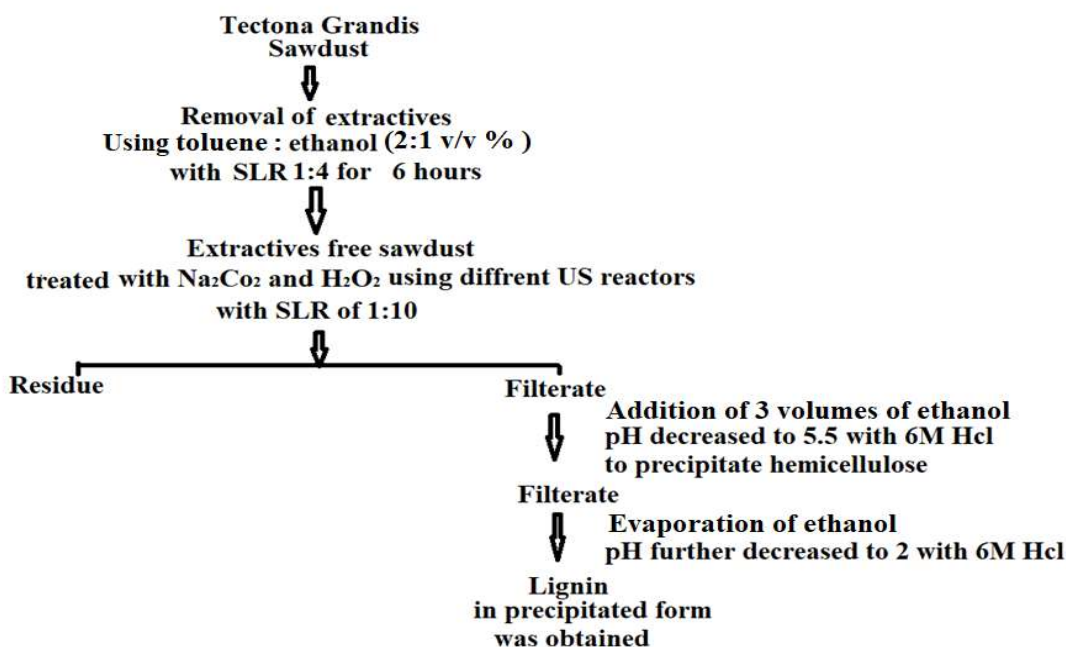 Tectona Grandis
Sawdust
Removal of extractives
Using toluene : ethanol (2:1 v/v % )
with SLR 1:4 for 6 hours
Extractives free sawdust
treated with Na₂Co₂ and H₂O₂ using diffrent US reactors
with SLR of 1:10
Residue
Filterate
Addition of 3 volumes of ethanol
pH decreased to 5.5 with 6M Hcl
to precipitate hemicellulose
Filterate
Evaporation of ethanol
pH further decreased to 2 with 6M Hcl
Lignin
in precipitated form
was obtained